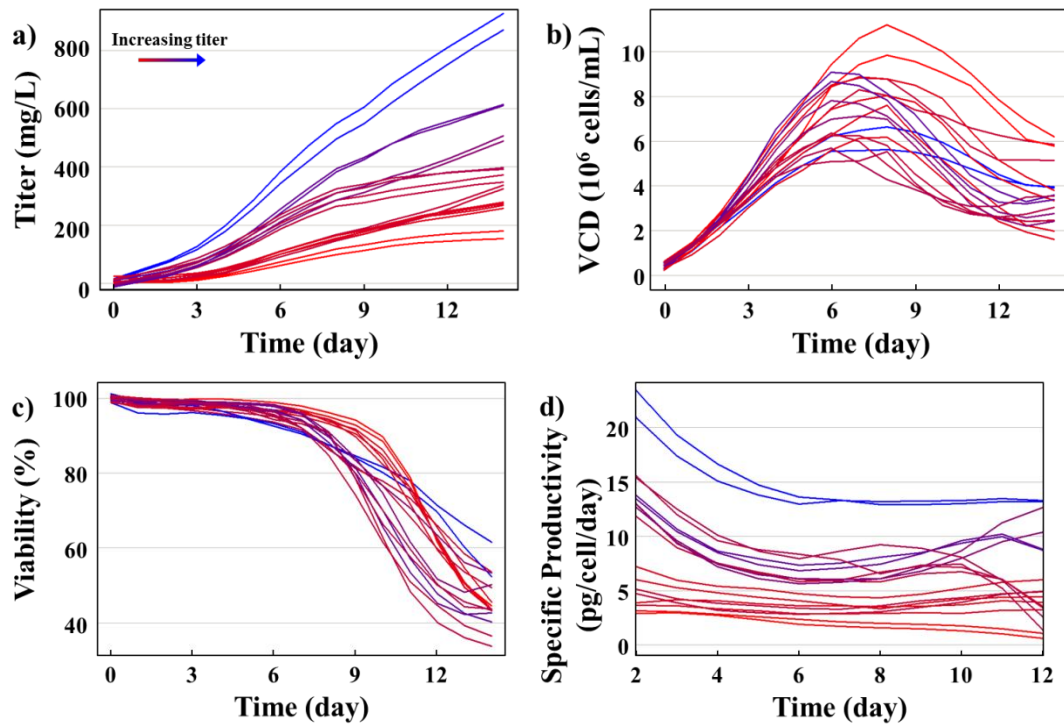 a)
Increasing titer
Titer (mg/L)
800
600
400
200
0
0 3 6 9 12
Time (day)
b)
VCD (10⁶ cells/mL)
10
8
6
4
2
0
0 3 6 9 12
Time (day)
c)
Viability (%)
100
80
60
40
0 3 6 9 12
Time (day)
d)
Specific Productivity
(pg/cell/day)
20
15
10
5
0
2 4 6 8 10 12
Time (day)